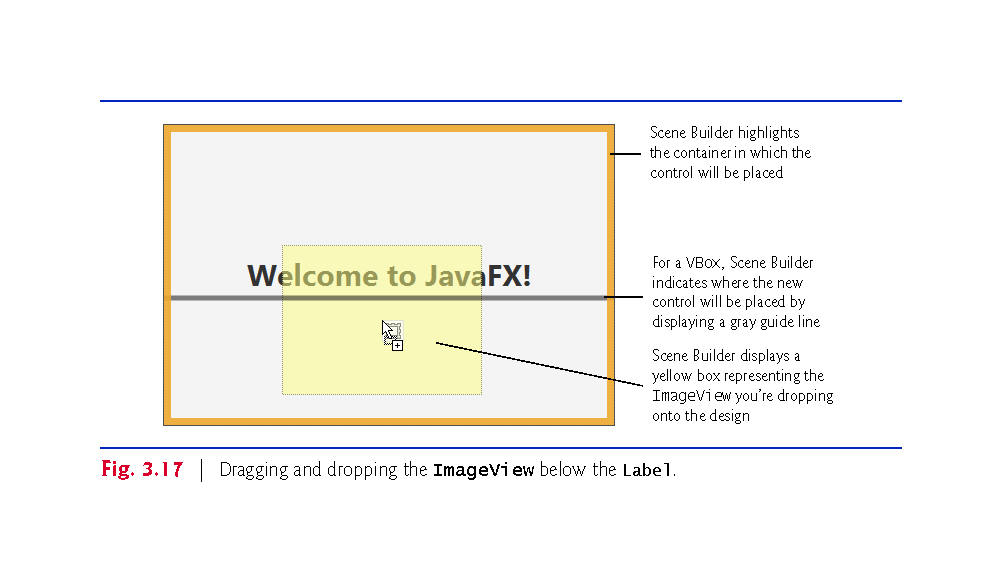 Scene Builder highlights
the container in which the
control will be placed
Welcome to JavaFX!
For a VBox, Scene Builder
indicates where the new
control will be placed by
displaying a gray guide line
Scene Builder displays a
yellow box representing the
ImageView you're dropping
onto the design
Fig. 3.17 | Dragging and dropping the ImageView below the Label.